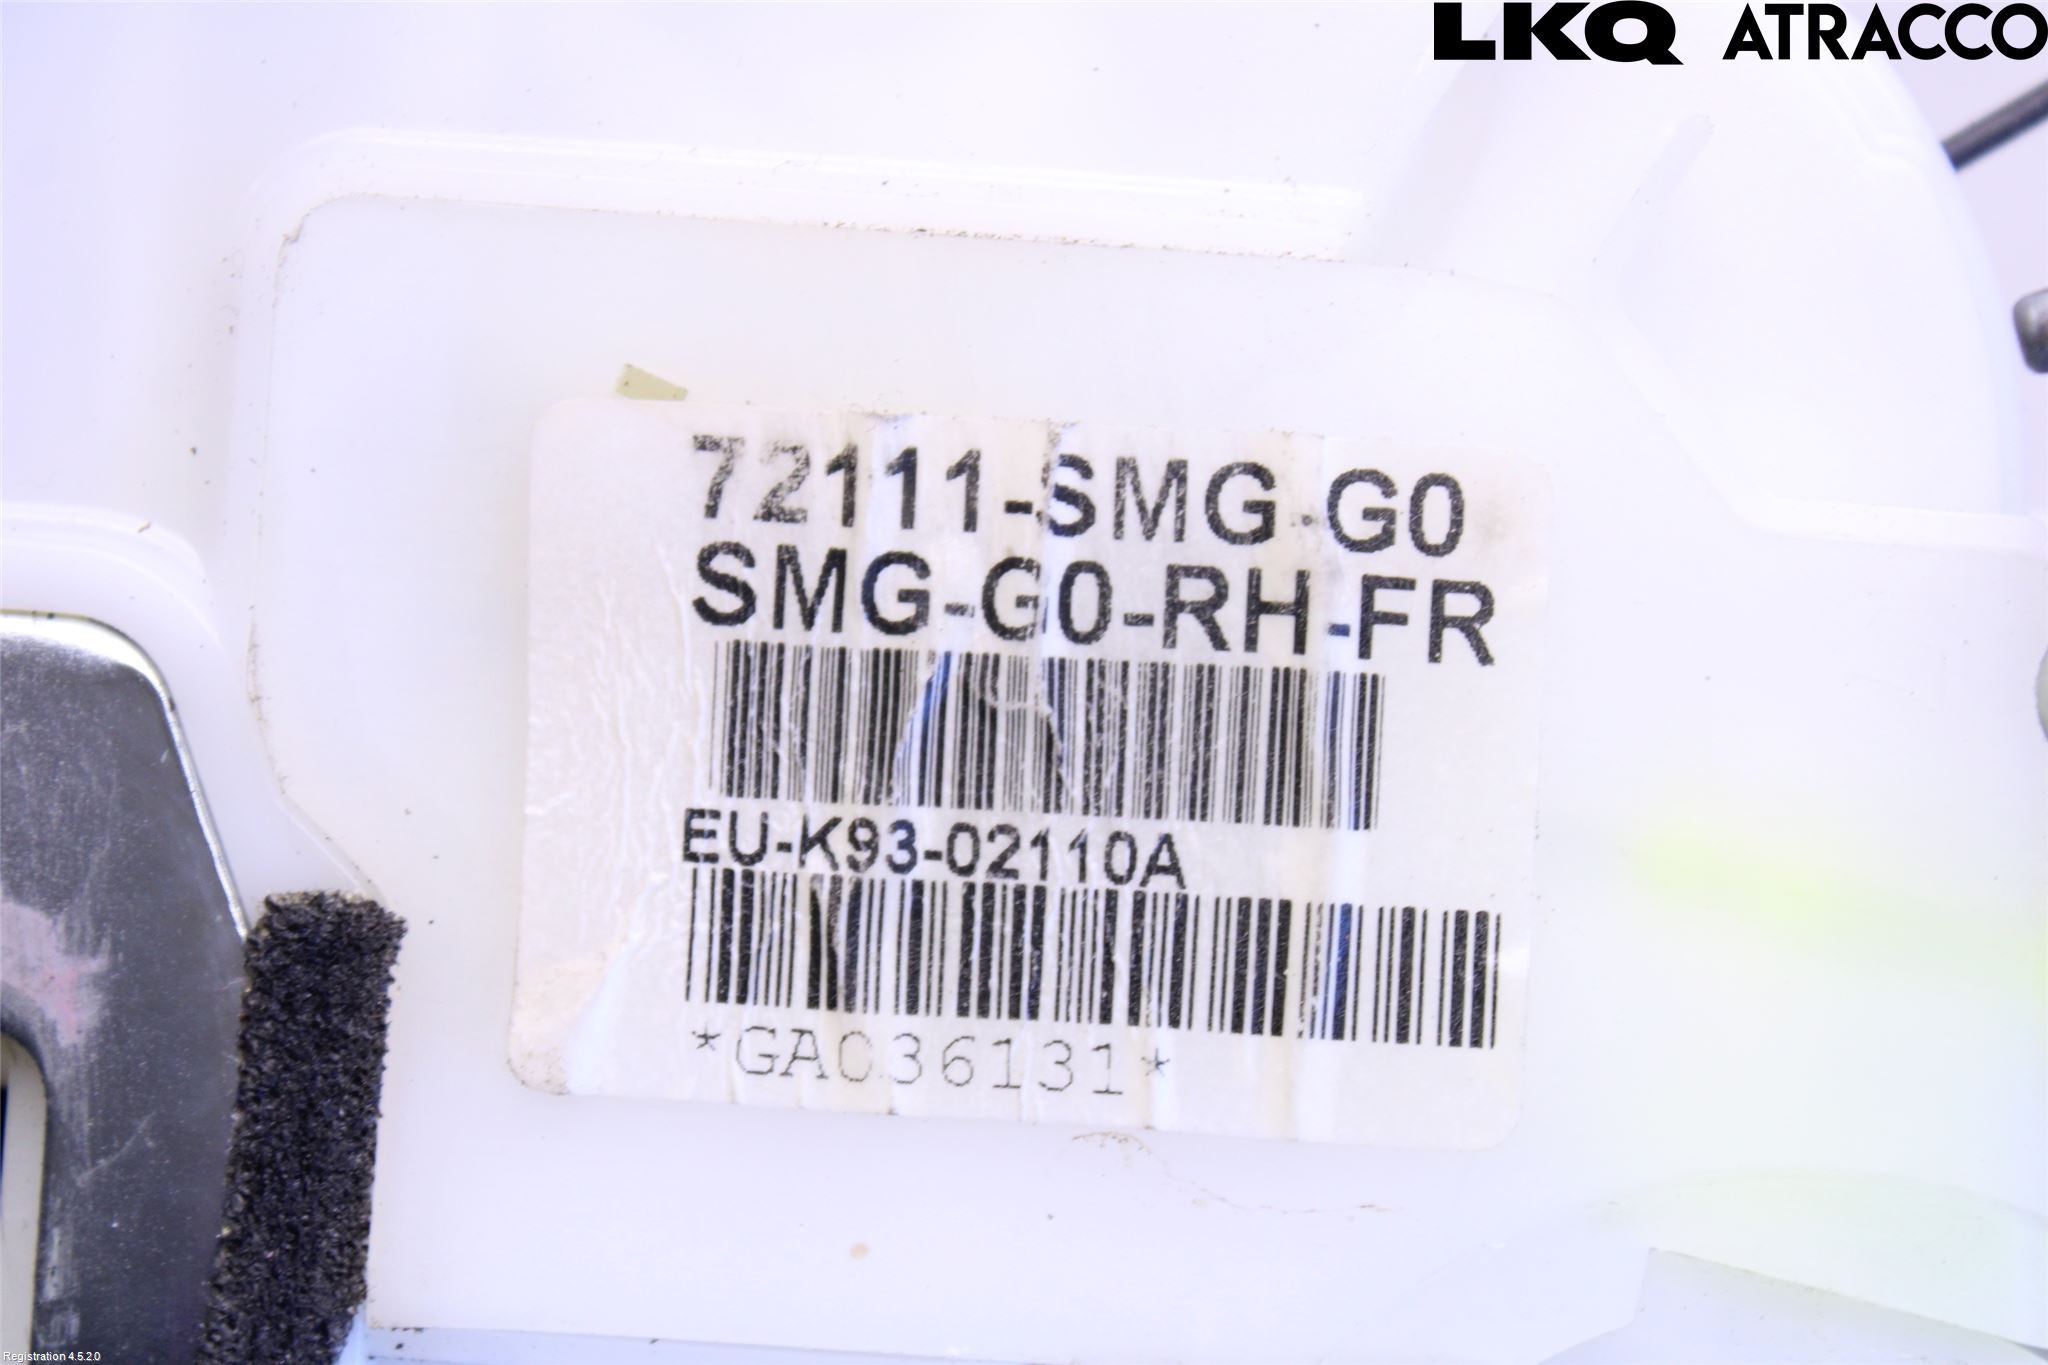 LKQ ATRACCO
72111-SMG-G0
SMG-G0-RH-FR
EU-K93-02110A
*GA036131*
Registration 4.5.2.0